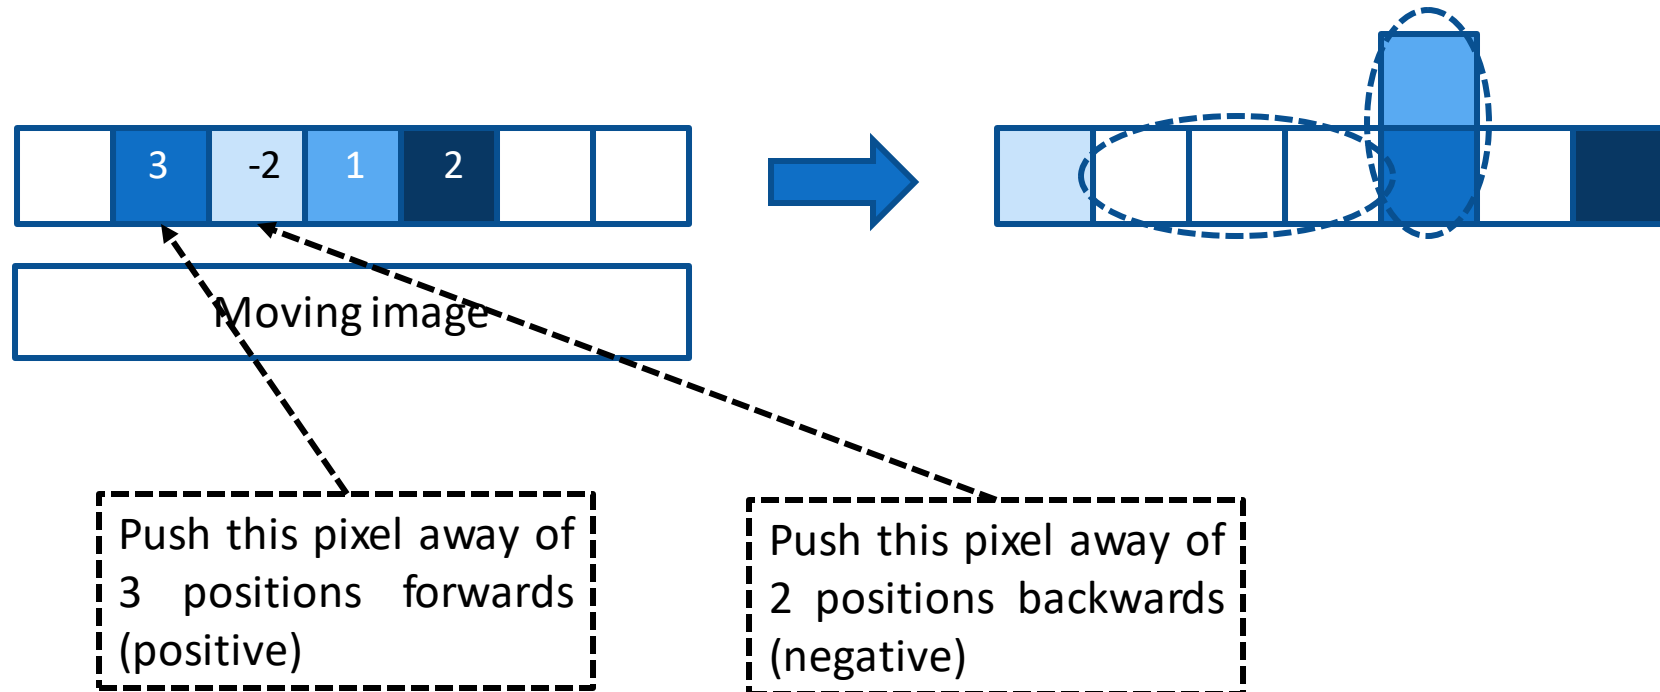 3 -2 1 2
Moving image
Push this pixel away of
3 positions forwards
(positive)
Push this pixel away of
2 positions backwards
(negative)